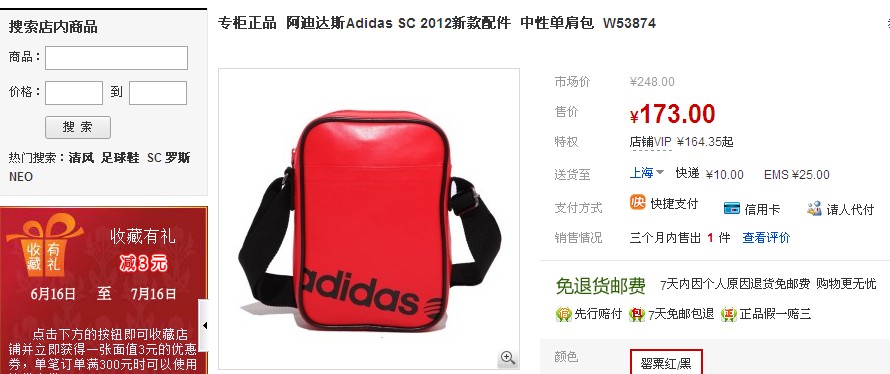 搜索店内商品
商品：
价格： 到
搜 索
热门搜索：清风 足球鞋 SC 罗斯
NEO
收藏有礼
收藏有礼
减3元
6月16日 至 7月16日
点击下方的按钮即可收藏店
铺并立即获得一张面值3元的优惠
券，单笔订单满300元时可以使用
专柜正品 阿迪达斯Adidas SC 2012新款配件 中性单肩包 W53874
adidas
市场价 ¥248.00
售价 ¥173.00
特权 店铺VIP ¥164.35起
送货至 上海 快递 ¥10.00 EMS ¥25.00
支付方式 快 快捷支付 信用卡 请人代付
销售情况 三个月内售出 1 件 查看评价
免退货邮费 7天内因个人原因退货免邮费 购物更无忧
先行赔付 7天免邮包退 正品假一赔三
颜色 罂粟红/黑